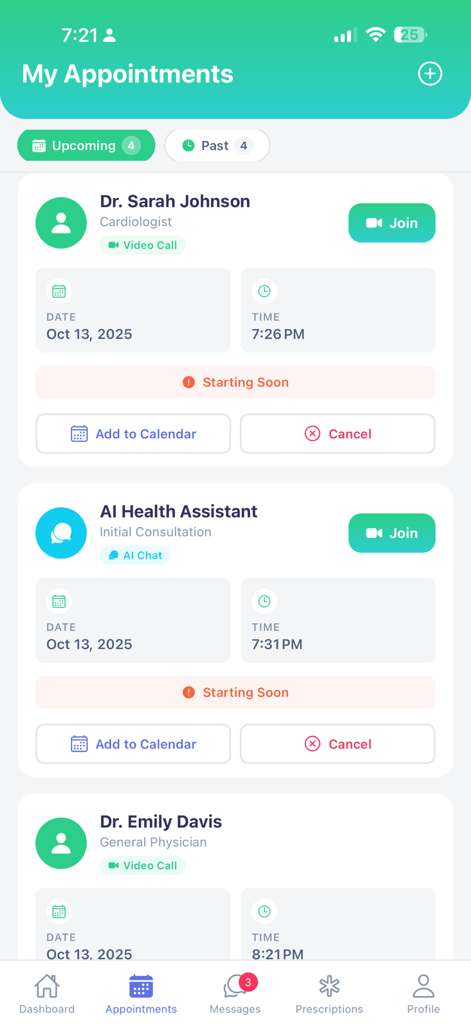 7:21
25
My Appointments
Upcoming 4
Past 4
Dr. Sarah Johnson
Cardiologist
Video Call
Join
DATE
Oct 13, 2025
TIME
7:26 PM
Starting Soon
Add to Calendar
Cancel
AI Health Assistant
Initial Consultation
AI Chat
Join
DATE
Oct 13, 2025
TIME
7:31 PM
Starting Soon
Add to Calendar
Cancel
Dr. Emily Davis
General Physician
Video Call
DATE
Oct 13, 2025
TIME
8:21 PM
3
Dashboard
Appointments
Messages
Prescriptions
Profile